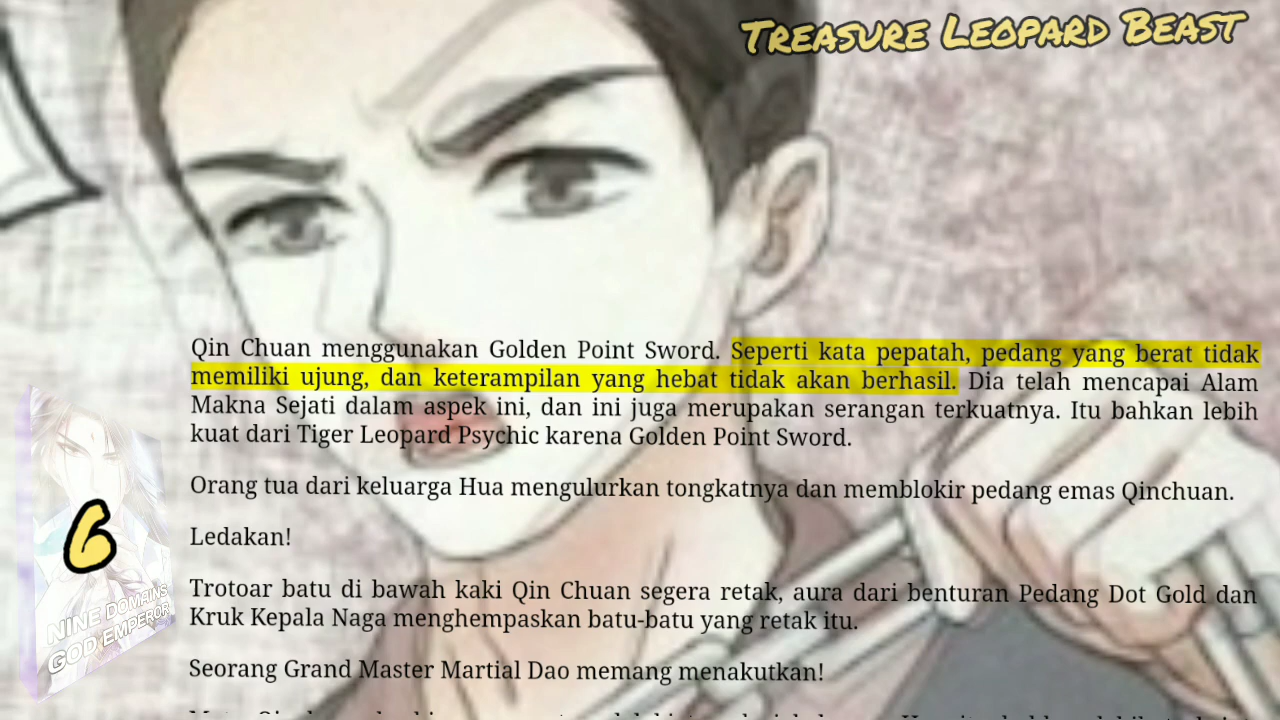 TREASURE LEOPARD BEAST
Qin Chuan menggunakan Golden Point Sword. Seperti kata pepatah, pedang yang berat tidak
memiliki ujung, dan keterampilan yang hebat tidak akan berhasil. Dia telah mencapai Alam
Makna Sejati dalam aspek ini, dan ini juga merupakan serangan terkuatnya. Itu bahkan lebih
kuat dari Tiger Leopard Psychic karena Golden Point Sword.
Orang tua dari keluarga Hua mengulurkan tongkatnya dan memblokir pedang emas Qinchuan.
Ledakan!
Trotoar batu di bawah kaki Qin Chuan segera retak, aura dari benturan Pedang Dot Gold dan
Kruk Kepala Naga menghempaskan batu-batu yang retak itu.
Seorang Grand Master Martial Dao memang menakutkan!
6
NINE DOMAINS
GOD EMPEROR